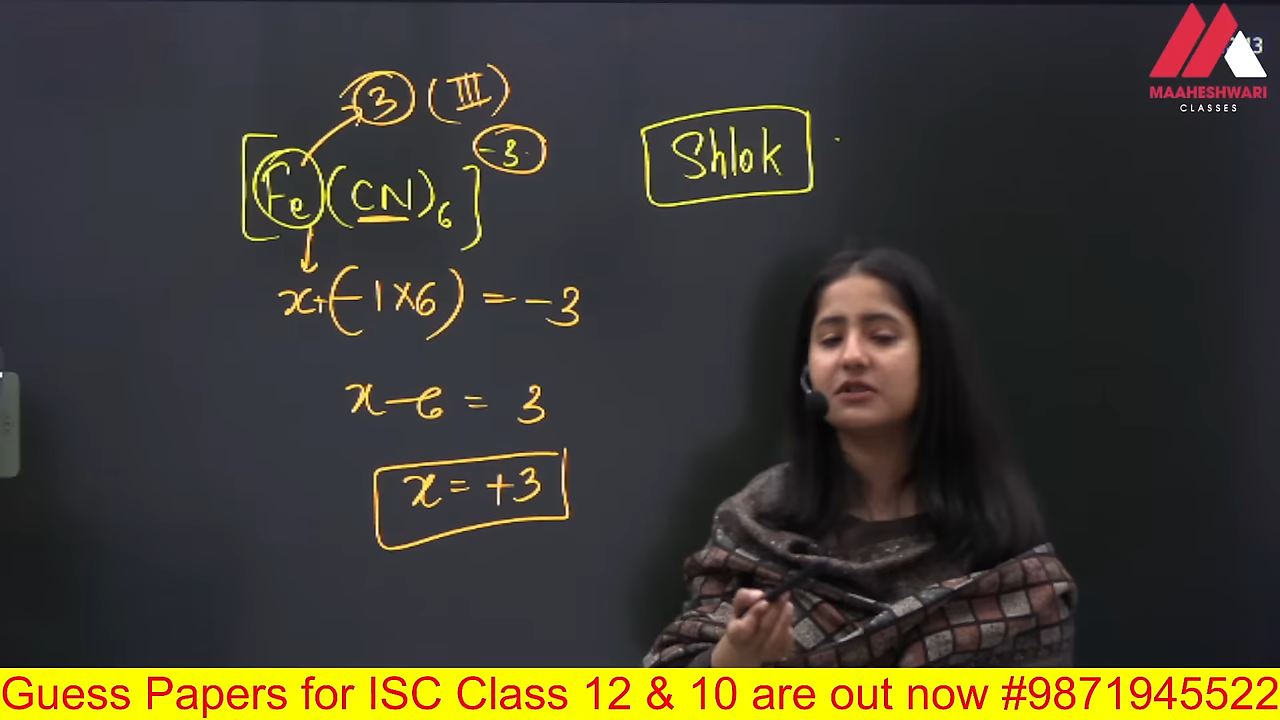 3 (III)
[Fe(CN)6]-3
Shlok
x+(-1×6) = -3
x-6 = 3
x = +3
MAAHESHWARI
CLASSES
Guess Papers for ISC Class 12 & 10 are out now #9871945522